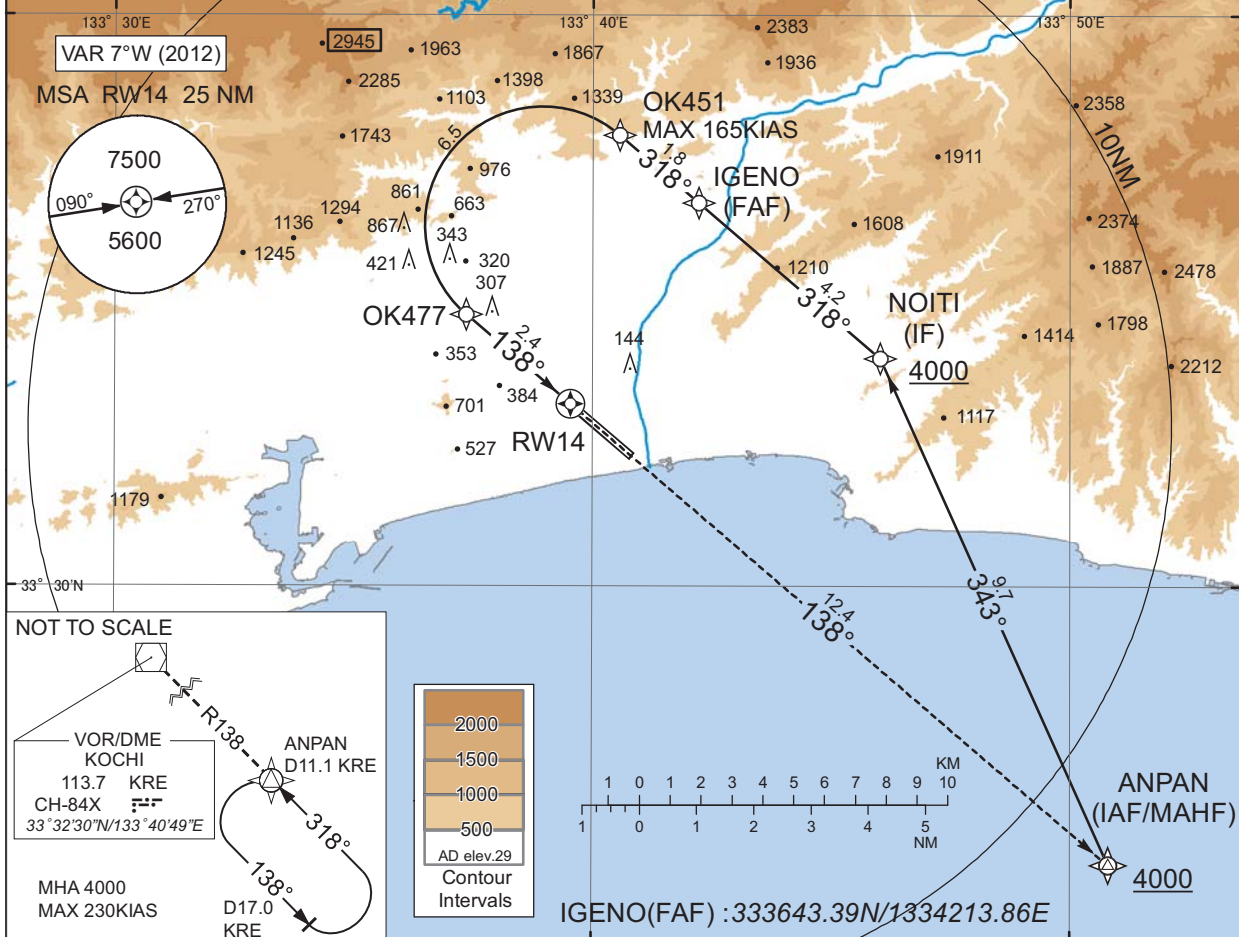 133° 30'E
133° 40'E
133° 50'E
VAR 7°W (2012)
2945
1963
1867
2383
1936
2285
1398
MSA RW14 25 NM
1103
1339
OK451
MAX 165KIAS
2358
10NM
1743
6.5
1.8
318°
7500
976
IGENO
(FAF)
1911
090°
270°
861
663
1294
867
343
1136
1608
2374
5600
1245
421
320
307
1210
1887
2478
4.2
318°
NOITI
(IF)
4000
OK477
2.4
138°
144
1414
1798
353
2212
384
701
1117
RW14
527
1179
33° 30'N
9.7
343°
12.4
138°
NOT TO SCALE
R138
VOR/DME
KOCHI
113.7 KRE
CH-84X
33°32'30"N/133°40'49"E
ANPAN
D11.1 KRE
318°
138°
D17.0
KRE
MHA 4000
MAX 230KIAS
2000
1500
1000
500
AD elev.29
Contour
Intervals
KM
1 0 1 2 3 4 5 6 7 8 9 10
1 0 1 2 3 4 5
NM
ANPAN
(IAF/MAHF)
4000
IGENO(FAF) :333643.39N/1334213.86E